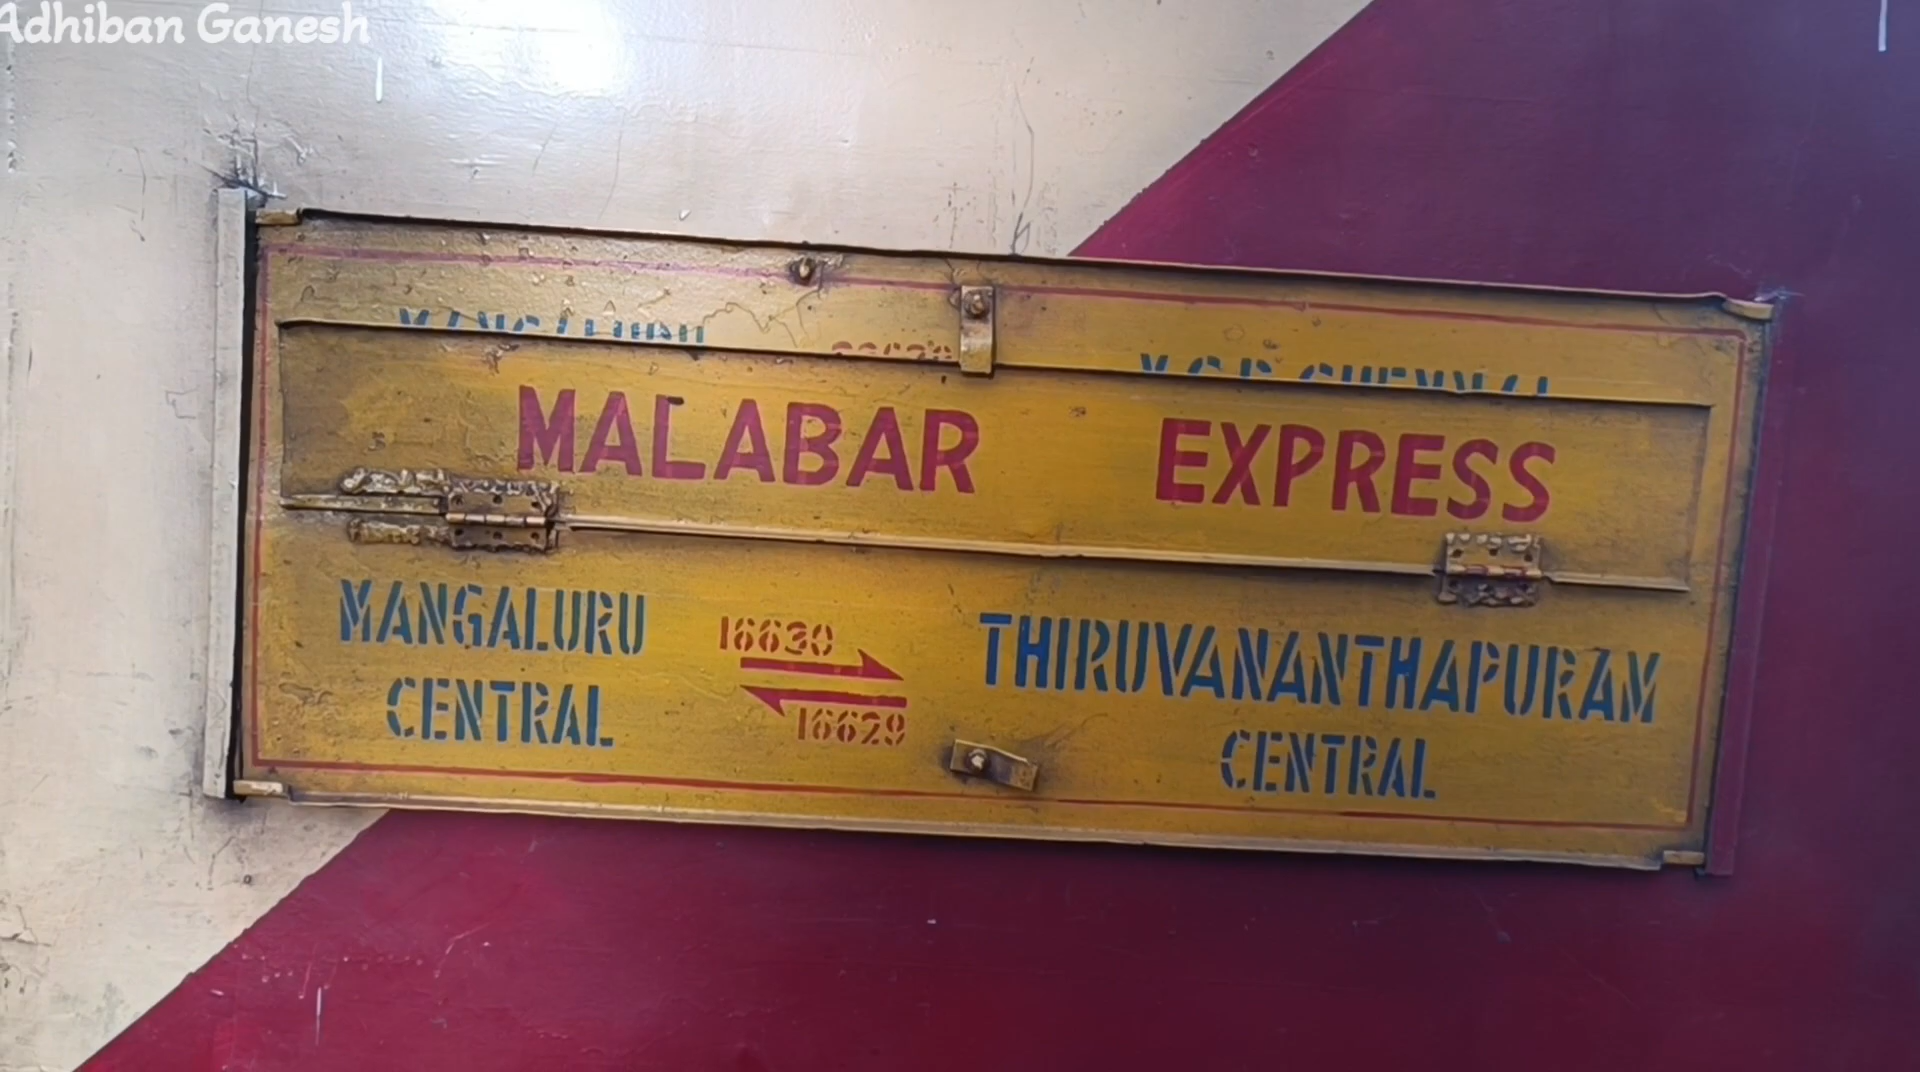 Adhiban Ganesh
MALABAR EXPRESS
MANGALURU
CENTRAL
16630
16629
THIRUVANANTHAPURAM
CENTRAL